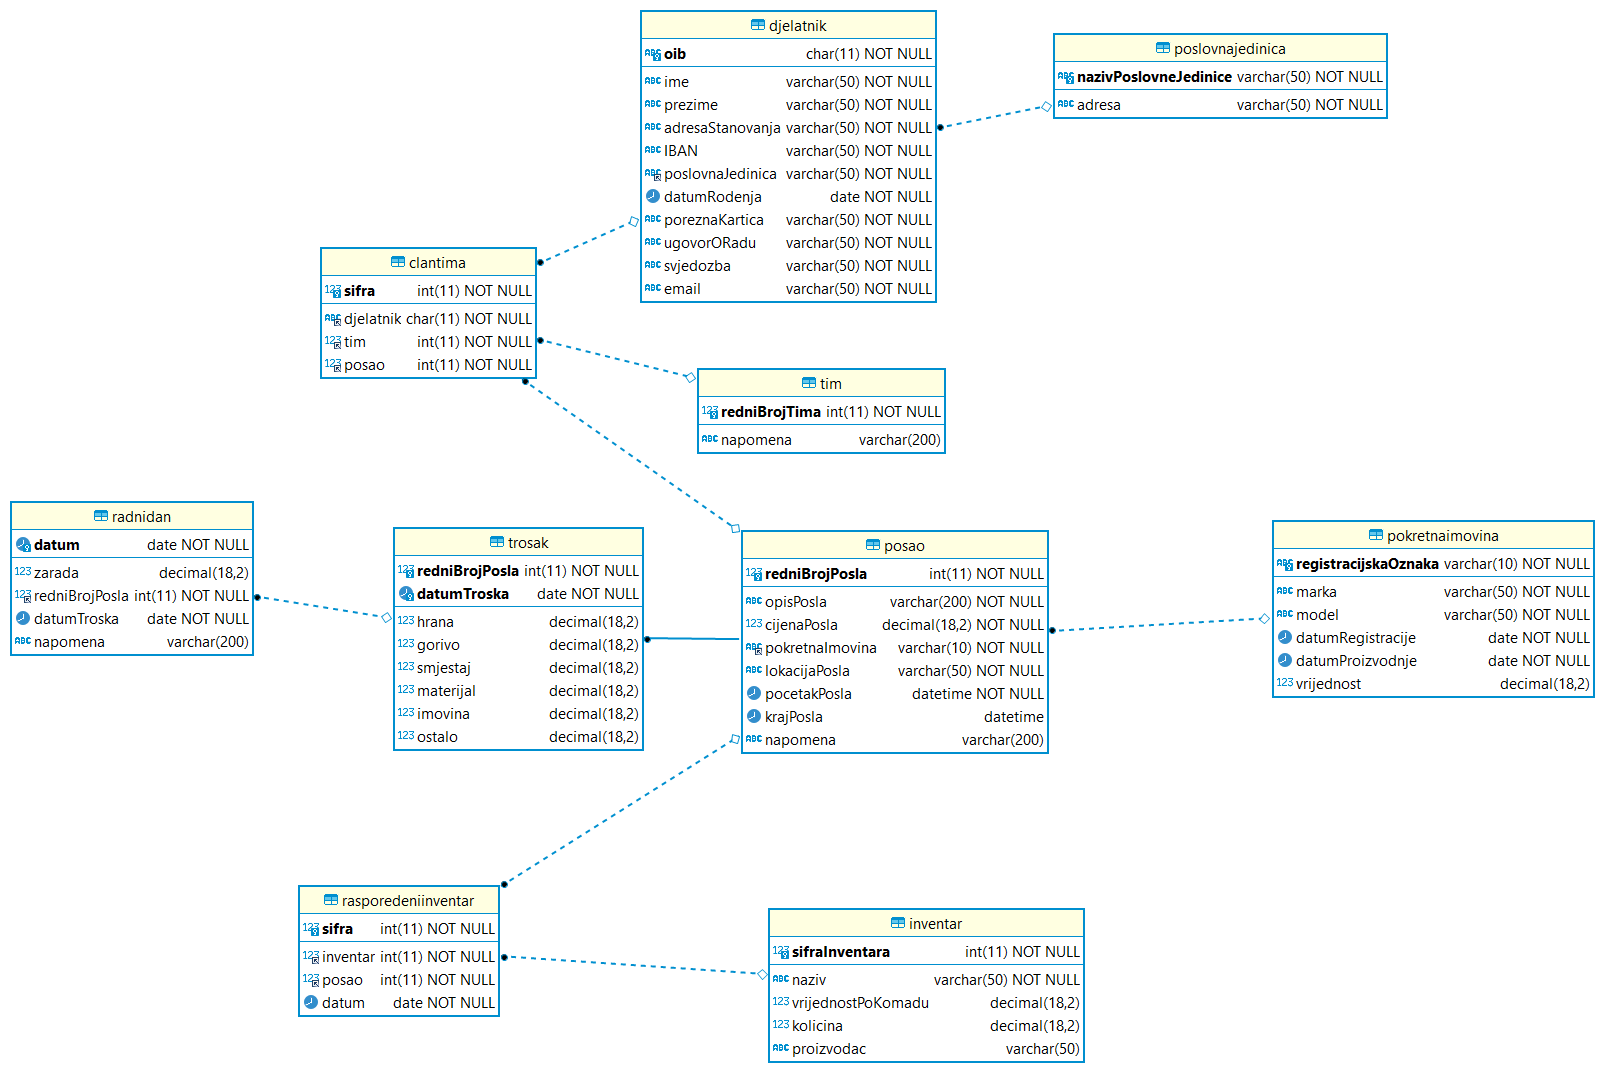 djelatnik
oib char(11) NOT NULL
ime varchar(50) NOT NULL
prezime varchar(50) NOT NULL
adresaStanovanja varchar(50) NOT NULL
IBAN varchar(50) NOT NULL
poslovnaJedinica varchar(50) NOT NULL
datumRodenja date NOT NULL
poreznaKartica varchar(50) NOT NULL
ugovorORadu varchar(50) NOT NULL
svjedozba varchar(50) NOT NULL
email varchar(50) NOT NULL
poslovnajedinica
nazivPoslovneJedinice varchar(50) NOT NULL
adresa varchar(50) NOT NULL
clantima
sifra int(11) NOT NULL
djelatnik char(11) NOT NULL
tim int(11) NOT NULL
posao int(11) NOT NULL
tim
redniBrojTima int(11) NOT NULL
napomena varchar(200)
radnidan
datum date NOT NULL
zarada decimal(18,2)
redniBrojPosla int(11) NOT NULL
datumTroska date NOT NULL
napomena varchar(200)
trosak
redniBrojPosla int(11) NOT NULL
datumTroska date NOT NULL
hrana decimal(18,2)
gorivo decimal(18,2)
smjestaj decimal(18,2)
materijal decimal(18,2)
imovina decimal(18,2)
ostalo decimal(18,2)
posao
redniBrojPosla int(11) NOT NULL
opisPosla varchar(200) NOT NULL
cijenaPosla decimal(18,2) NOT NULL
pokretnaImovina varchar(10) NOT NULL
lokacijaPosla varchar(50) NOT NULL
pocetakPosla datetime NOT NULL
krajPosla datetime
napomena varchar(200)
pokretnaimovina
registracijskaOznaka varchar(10) NOT NULL
marka varchar(50) NOT NULL
model varchar(50) NOT NULL
datumRegistracije date NOT NULL
datumProizvodnje date NOT NULL
vrijednost decimal(18,2)
rasporedeniinventar
sifra int(11) NOT NULL
inventar int(11) NOT NULL
posao int(11) NOT NULL
datum date NOT NULL
inventar
sifraInventara int(11) NOT NULL
naziv varchar(50) NOT NULL
vrijednostPoKomadu decimal(18,2)
kolicina decimal(18,2)
proizvodac varchar(50)